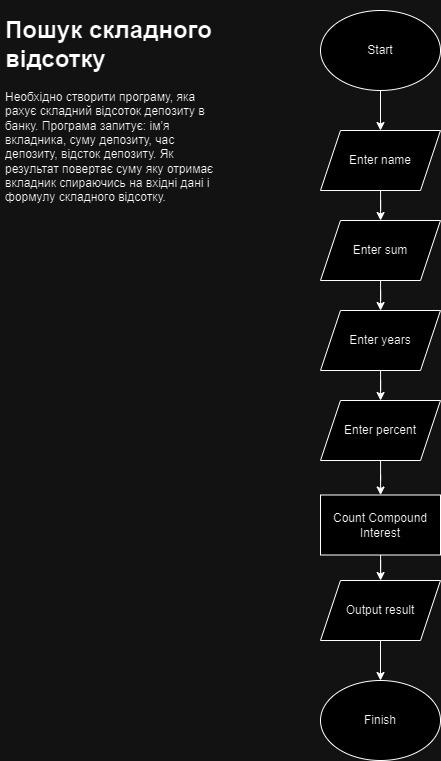 Пошук складного
відсотку
Необхідно створити програму, яка
рахує складний відсоток депозиту в
банку. Програма запитує: ім'я
вкладника, суму депозиту, час
депозиту, відсток депозиту. Як
результат повертає суму яку отримає
вкладник спираючись на вхідні дані і
формулу складного відсотку.
Start
Enter name
Enter sum
Enter years
Enter percent
Count Compound
Interest
Output result
Finish